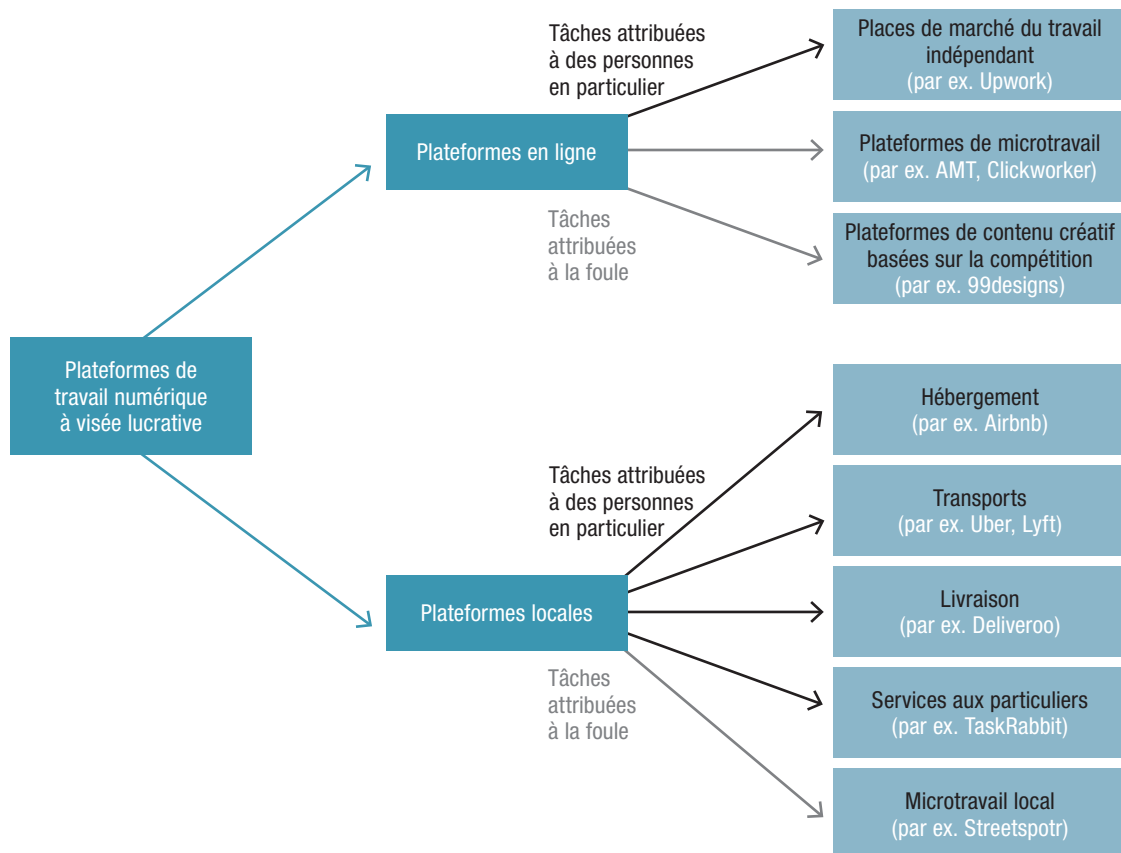 Tâches attribuées
à des personnes
en particulier
Places de marché du travail
indépendant
(par ex. Upwork)
Plateformes en ligne
Plateformes de microtravail
(par ex. AMT, Clickworker)
Tâches
attribuées
à la foule
Plateformes de contenu créatif
basées sur la compétition
(par ex. 99designs)
Plateformes de
travail numérique
à visée lucrative
Hébergement
(par ex. Airbnb)
Tâches attribuées
à des personnes
en particulier
Transports
(par ex. Uber, Lyft)
Plateformes locales
Livraison
(par ex. Deliveroo)
Tâches
attribuées
à la foule
Services aux particuliers
(par ex. TaskRabbit)
Microtravail local
(par ex. Streetspotr)